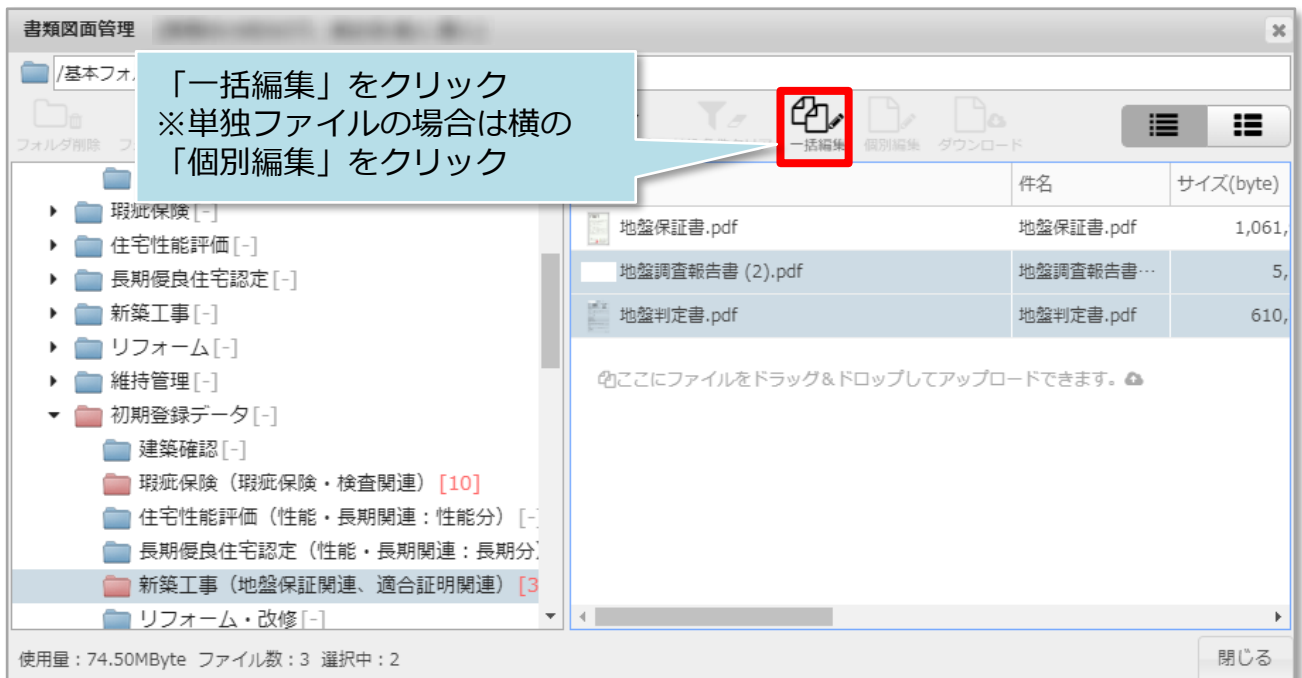 書類図面管理
/基本フォ
「一括編集」をクリック
※単独ファイルの場合は横の
「個別編集」をクリック
フォルダ削除 一括編集 個別編集 ダウンロード
件名 サイズ(byte)
瑕疵保険[-]
住宅性能評価[-]
長期優良住宅認定[-]
新築工事[-]
リフォーム[-]
維持管理[-]
初期登録データ[-]
建築確認[-]
瑕疵保険（瑕疵保険・検査関連）[10]
住宅性能評価（性能・長期関連：性能分）[-]
長期優良住宅認定（性能・長期関連：長期分）
新築工事（地盤保証関連、適合証明関連）[3
リフォーム・改修[-]
地盤保証書.pdf 地盤保証書.pdf 1,061,
地盤調査報告書 (2).pdf 地盤調査報告書… 5,
地盤判定書.pdf 地盤判定書.pdf 610,
ここにファイルをドラッグ&ドロップしてアップロードできます。
使用量：74.50MByte ファイル数：3 選択中：2
閉じる